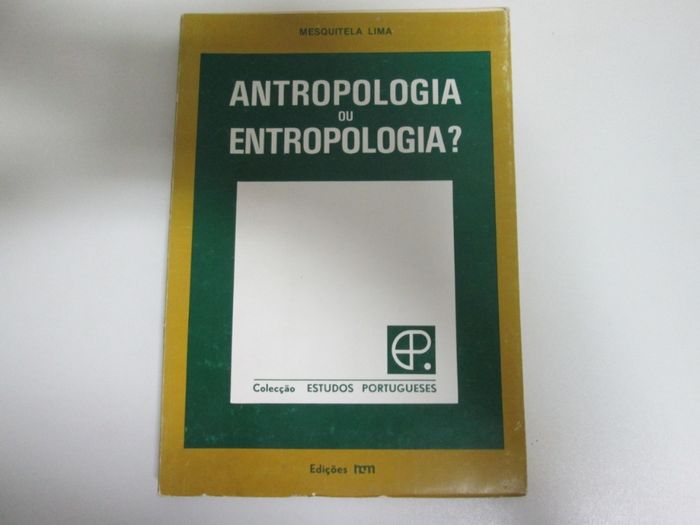 MESQUITELA LIMA
ANTROPOLOGIA
OU
ENTROPOLOGIA?
EP.
Colecção ESTUDOS PORTUGUESES
Edições